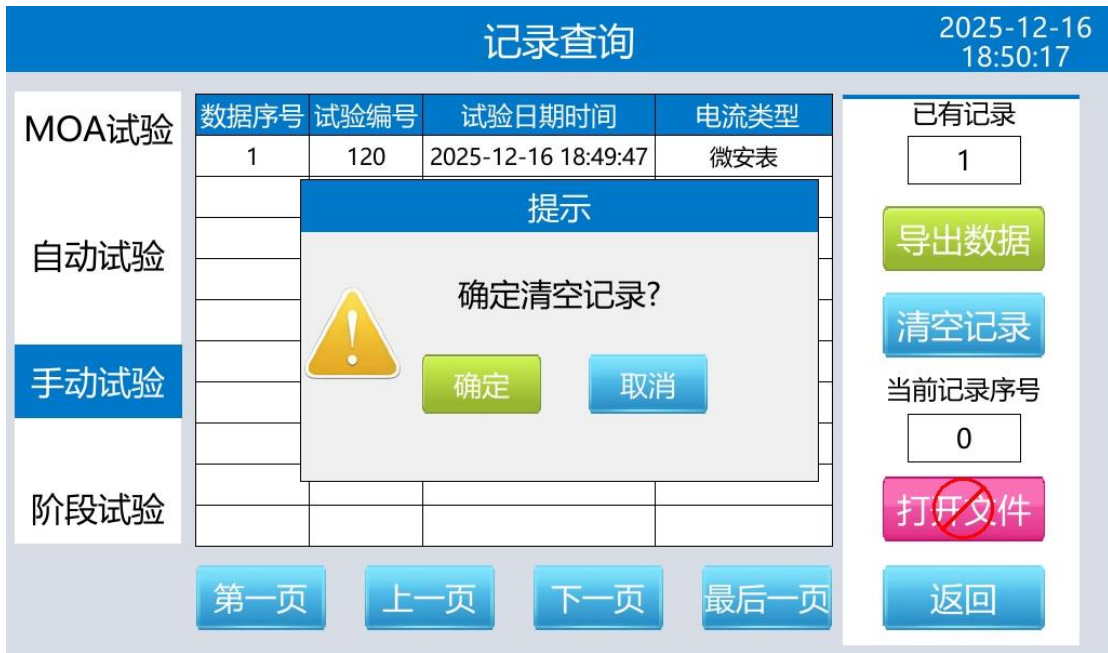 记录查询
2025-12-16
18:50:17
MOA试验
自动试验
手动试验
阶段试验
数据序号 试验编号 试验日期时间 电流类型
1 120 2025-12-16 18:49:47 微安表
提示
确定清空记录?
确定 取消
已有记录
1
导出数据
清空记录
当前记录序号
0
打开文件
第一页 上一页 下一页 最后一页 返回